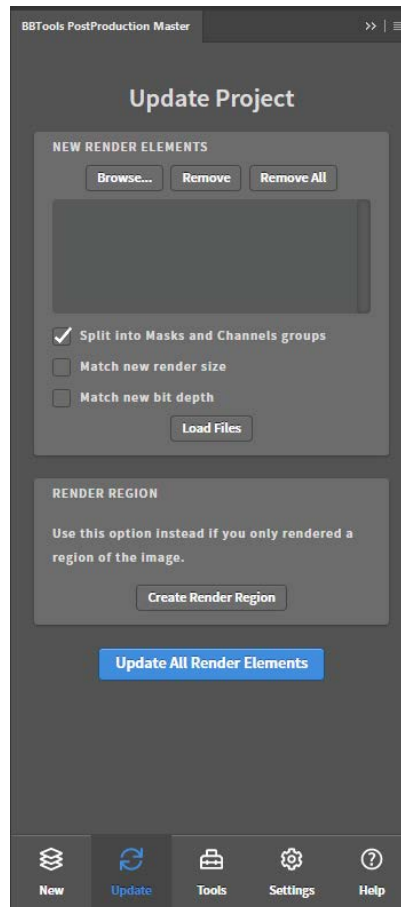 BBTools PostProduction Master
Update Project
NEW RENDER ELEMENTS
Browse... Remove Remove All
Split into Masks and Channels groups
Match new render size
Match new bit depth
Load Files
RENDER REGION
Use this option instead if you only rendered a
region of the image.
Create Render Region
Update All Render Elements
New Update Tools Settings Help